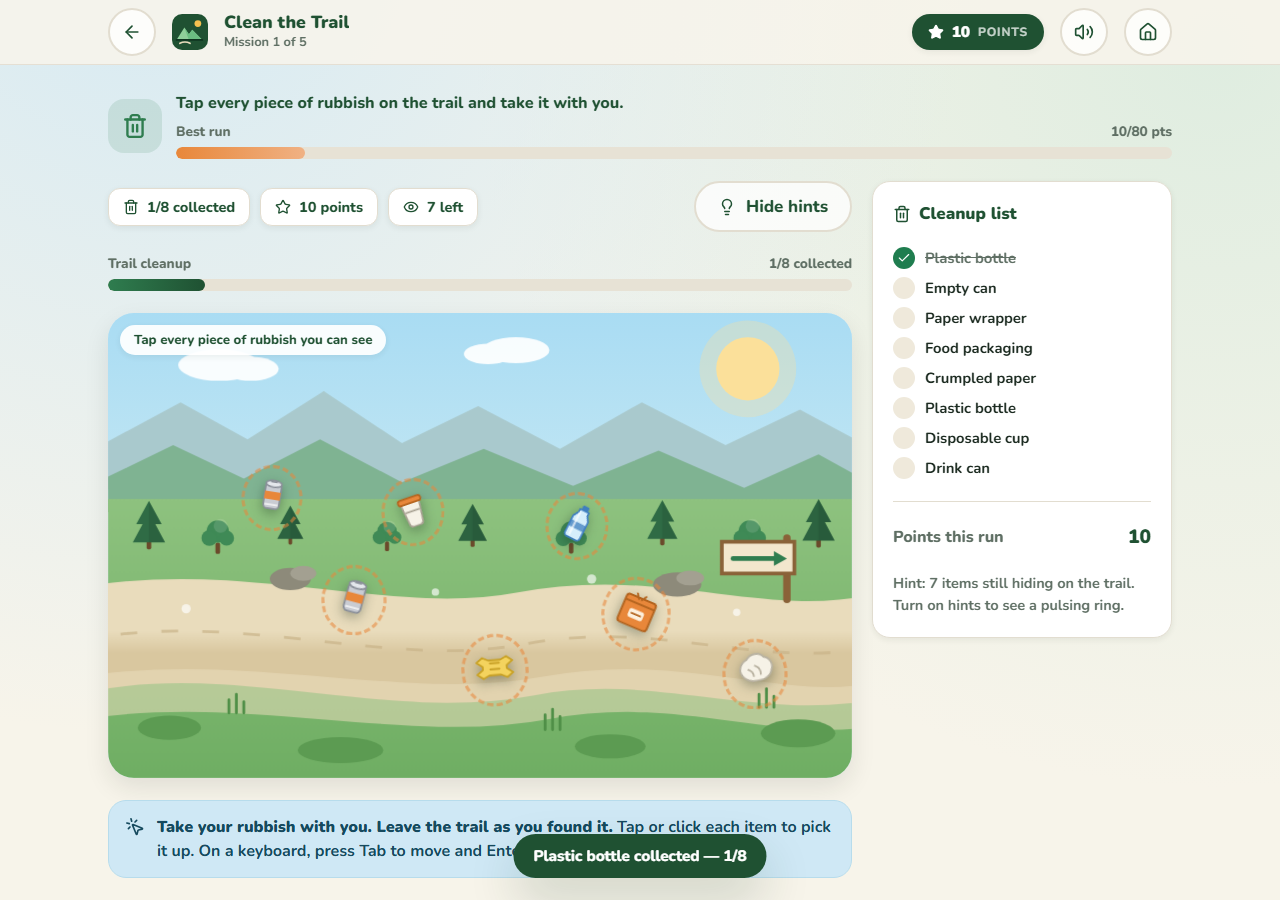 Clean the Trail
Mission 1 of 5
10 POINTS
Tap every piece of rubbish on the trail and take it with you.
Best run
10/80 pts
1/8 collected
10 points
7 left
Hide hints
Trail cleanup
1/8 collected
Tap every piece of rubbish you can see
Take your rubbish with you. Leave the trail as you found it. Tap or click each item to pick
it up. On a keyboard, press Tab to move and
Plastic bottle collected — 1/8
Cleanup list
Plastic bottle
Empty can
Paper wrapper
Food packaging
Crumpled paper
Plastic bottle
Disposable cup
Drink can
Points this run
10
Hint: 7 items still hiding on the trail.
Turn on hints to see a pulsing ring.